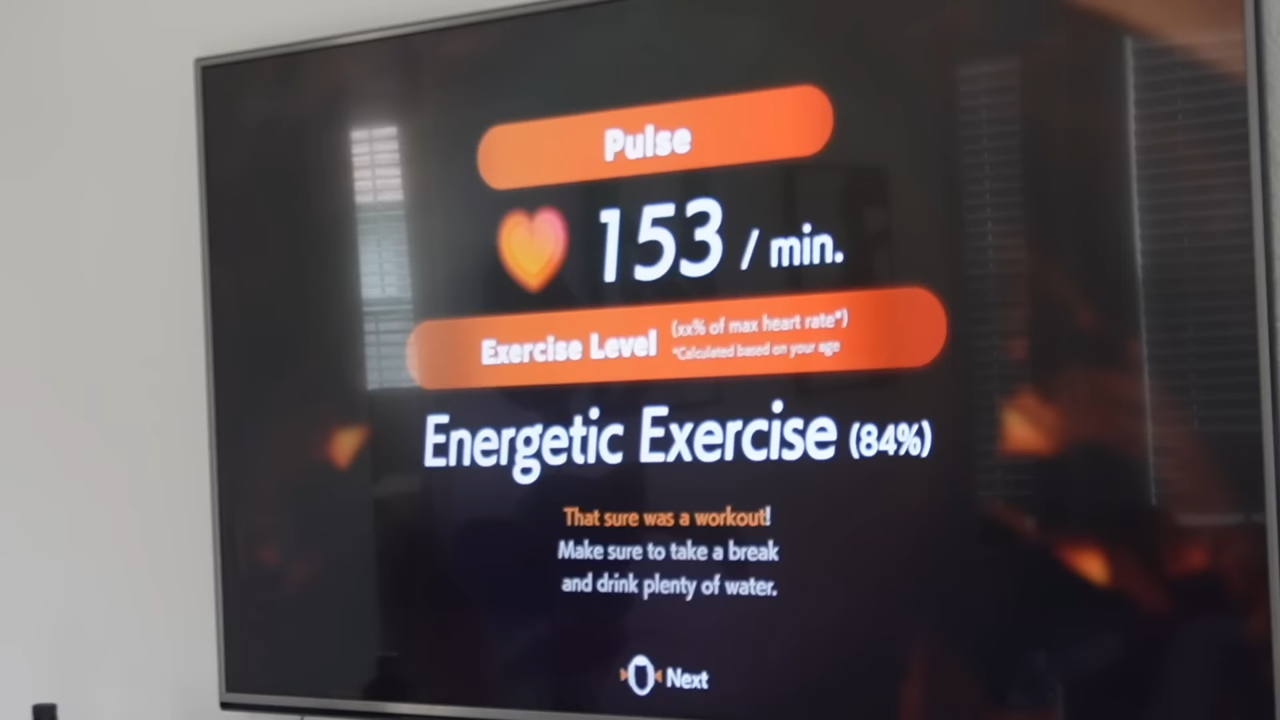 Pulse
153 / min.
Exercise Level (xx% of max heart rate*)
*Calculated based on your age
Energetic Exercise (84%)
That sure was a workout!
Make sure to take a break
and drink plenty of water.
Next